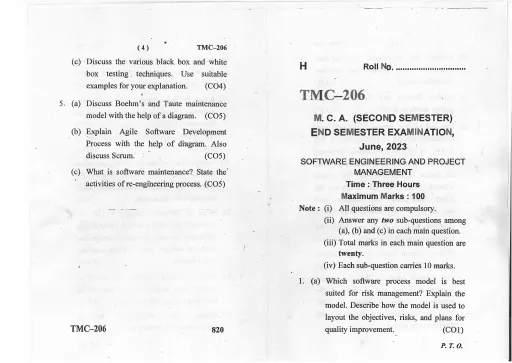 ( 4 ) TMC–206
(c) Discuss the various black box and white
box testing techniques. Use suitable
examples for your explanation. (CO4)
5. (a) Discuss Boehm's and Taute maintenance
model with the help of a diagram. (CO5)
(b) Explain Agile Software Development
Process with the help of diagram. Also
discuss Scrum. (CO5)
(c) What is software maintenance? State the
activities of re-engineering process. (CO5)
TMC–206 820
H Roll No. ..............................
TMC–206
M. C. A. (SECOND SEMESTER)
END SEMESTER EXAMINATION,
June, 2023
SOFTWARE ENGINEERING AND PROJECT
MANAGEMENT
Time : Three Hours
Maximum Marks : 100
Note : (i) All questions are compulsory.
(ii) Answer any two sub-questions among
(a), (b) and (c) in each main question.
(iii) Total marks in each main question are
twenty.
(iv) Each sub-question carries 10 marks.
1. (a) Which software process model is best
suited for risk management? Explain the
model. Describe how the model is used to
layout the objectives, risks, and plans for
quality improvement. (CO1)
P. T. O.